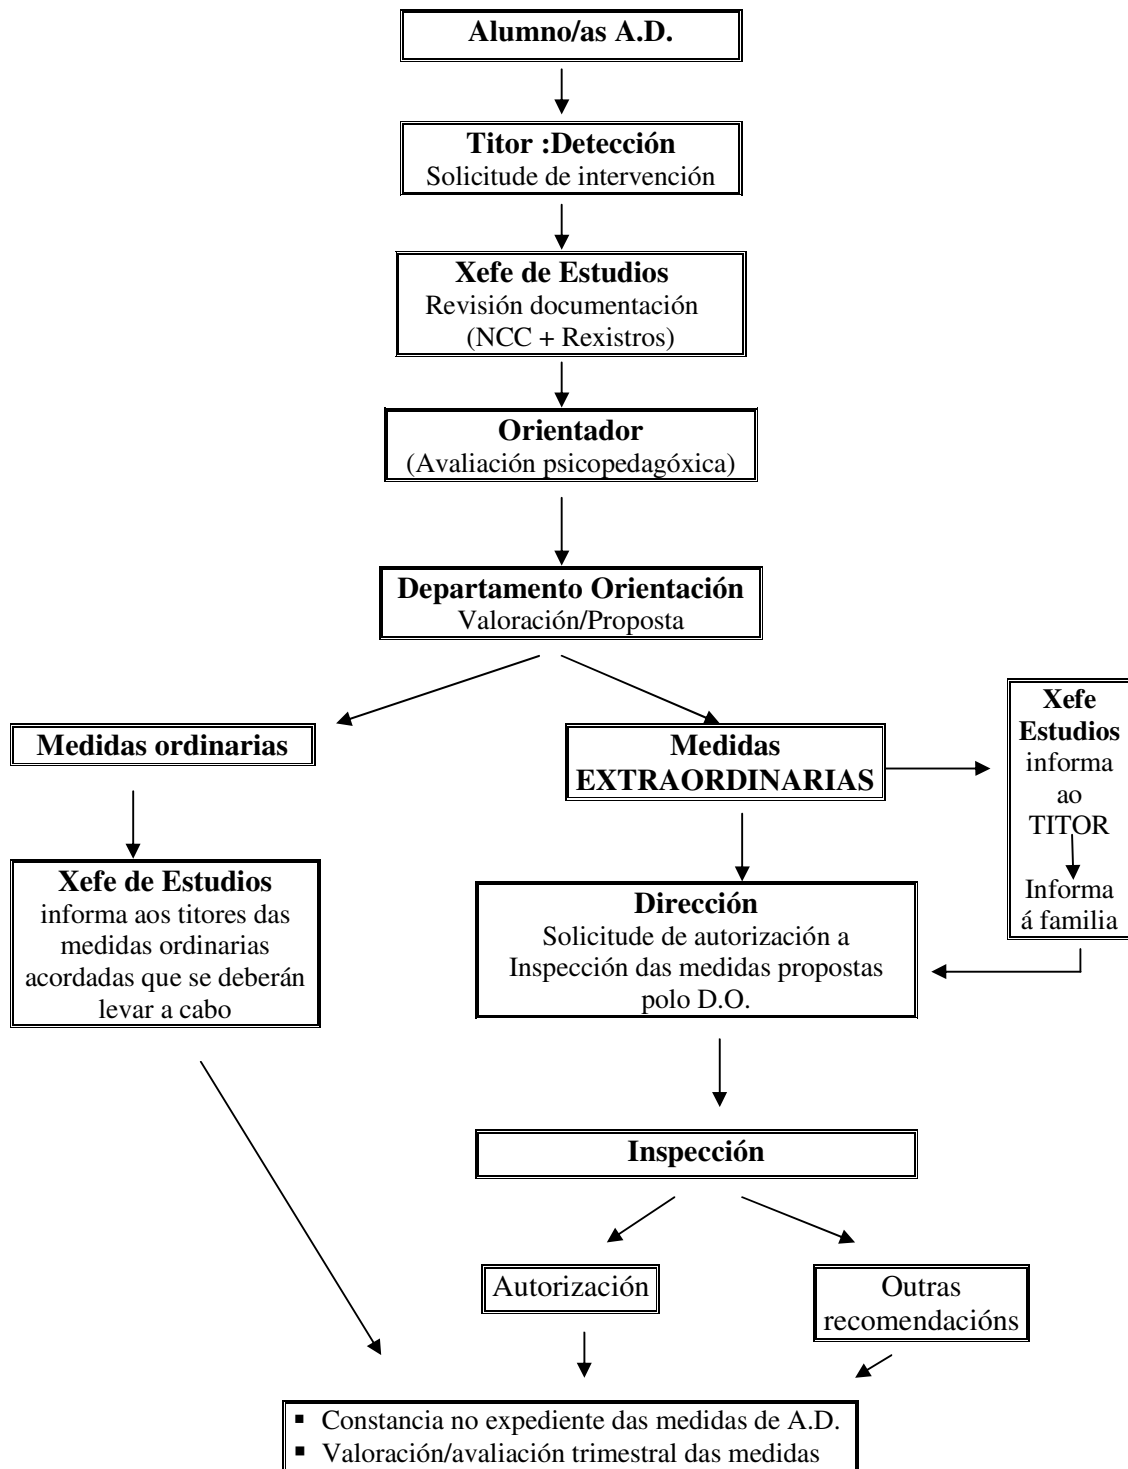 Alumno/as A.D.
Titor :Detección
Solicitude de intervención
Xefe de Estudios
Revisión documentación
(NCC + Rexistros)
Orientador
(Avaliación psicopedagóxica)
Departamento Orientación
Valoración/Proposta
Medidas ordinarias
Medidas
EXTRAORDINARIAS
Xefe
Estudios
informa
ao
TITOR
Informa
á familia
Xefe de Estudios
informa aos titores das
medidas ordinarias
acordadas que se deberán
levar a cabo
Dirección
Solicitude de autorización a
Inspección das medidas propostas
polo D.O.
Inspección
Autorización
Outras
recomendacións
▪ Constancia no expediente das medidas de A.D.
▪ Valoración/avaliación trimestral das medidas